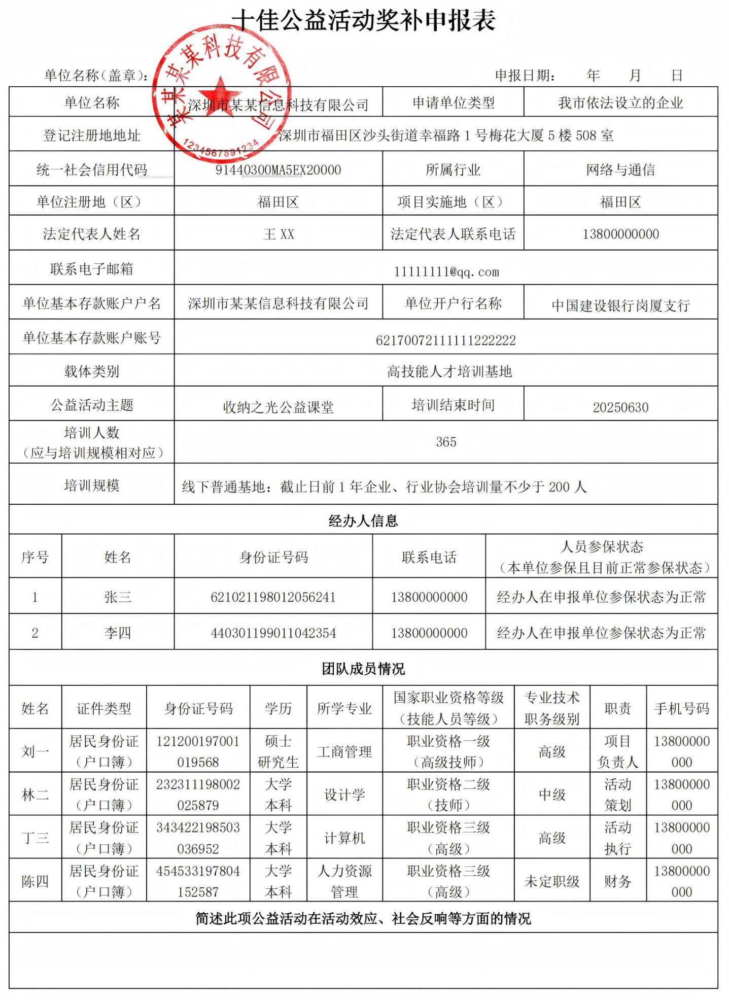 十佳公益活动奖补申报表
单位名称（盖章）：
申报日期： 年 月 日
某某某某科技有限公司
1234567891234
单位名称 深圳市某某信息科技有限公司 申请单位类型 我市依法设立的企业
登记注册地地址 深圳市福田区沙头街道幸福路 1 号梅花大厦 5 楼 508 室
统一社会信用代码 91440300MA5EX20000 所属行业 网络与通信
单位注册地（区） 福田区 项目实施地（区） 福田区
法定代表人姓名 王 XX 法定代表人联系电话 13800000000
联系电子邮箱 11111111@qq.com
单位基本存款账户户名 深圳市某某信息科技有限公司 单位开户行名称 中国建设银行岗厦支行
单位基本存款账户账号 62170072111111222222
载体类别 高技能人才培训基地
公益活动主题 收纳之光公益课堂 培训结束时间 20250630
培训人数
（应与培训规模相对应）
365
培训规模 线下普通基地：截止日前 1 年企业、行业协会培训量不少于 200 人
经办人信息
序号 姓名 身份证号码 联系电话 人员参保状态
（本单位参保且目前正常参保状态）
1 张三 621021198012056241 13800000000 经办人在申报单位参保状态为正常
2 李四 440301199011042354 13800000000 经办人在申报单位参保状态为正常
团队成员情况
姓名 证件类型 身份证号码 学历 所学专业 国家职业资格等级 专业技术 职责 手机号码
（技能人员等级） 职务级别
刘一 居民身份证 121200197001 硕士 工商管理 职业资格一级 高级 项目 13800000
（户口簿） 019568 研究生 （高级技师） 负责人 000
林二 居民身份证 232311198002 大学 设计学 职业资格二级 中级 活动 13800000
（户口簿） 025879 本科 （技师） 策划 000
丁三 居民身份证 343422198503 大学 计算机 职业资格三级 高级 活动 13800000
（户口簿） 036952 本科 （高级） 执行 000
陈四 居民身份证 454533197804 大学 人力资源 职业资格三级 未定职级 财务 13800000
（户口簿） 152587 本科 管理 （高级） 000
简述此项公益活动在活动效应、社会反响等方面的情况